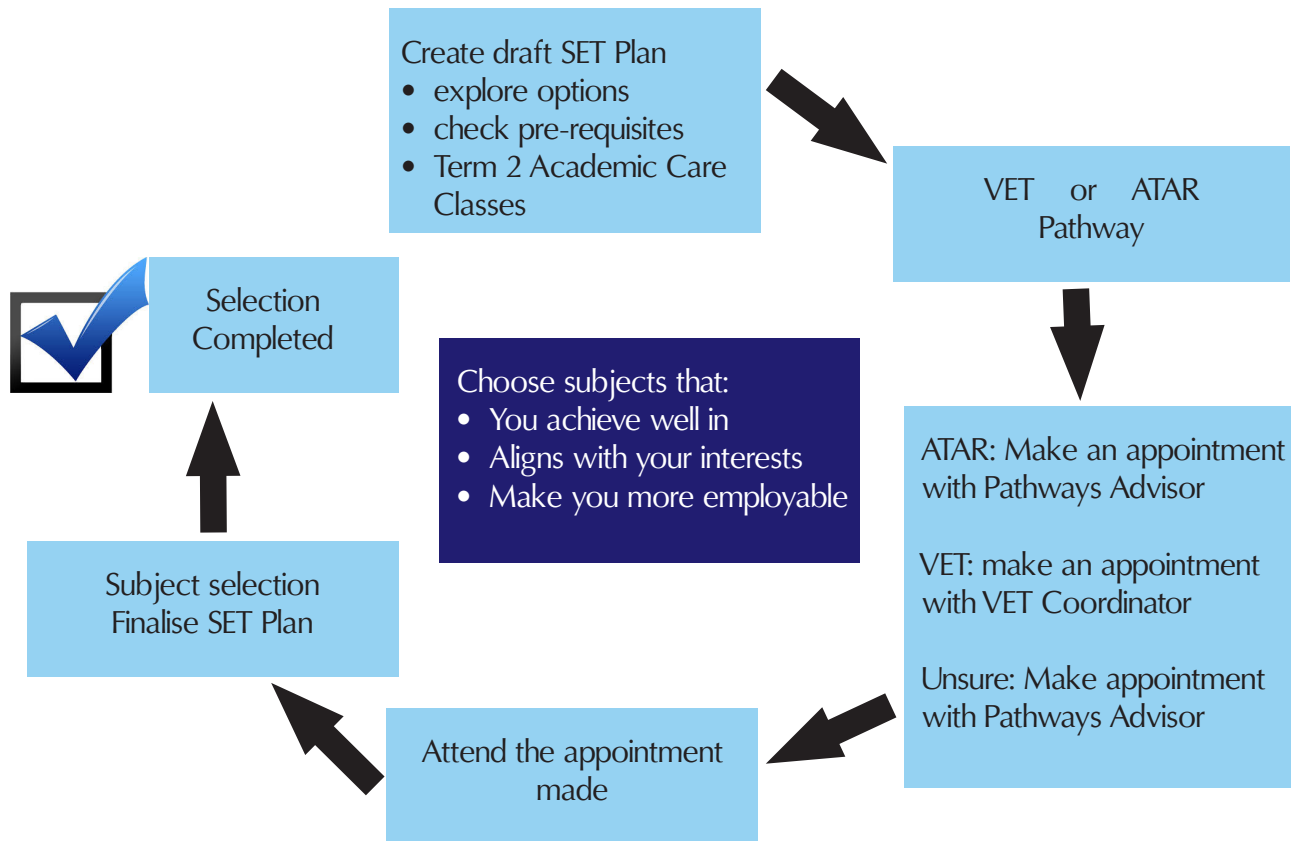 Create draft SET Plan
• explore options
• check pre-requisites
• Term 2 Academic Care
Classes
VET or ATAR
Pathway
ATAR: Make an appointment
with Pathways Advisor
VET: make an appointment
with VET Coordinator
Unsure: Make appointment
with Pathways Advisor
Attend the appointment
made
Subject selection
Finalise SET Plan
Selection
Completed
Choose subjects that:
• You achieve well in
• Aligns with your interests
• Make you more employable